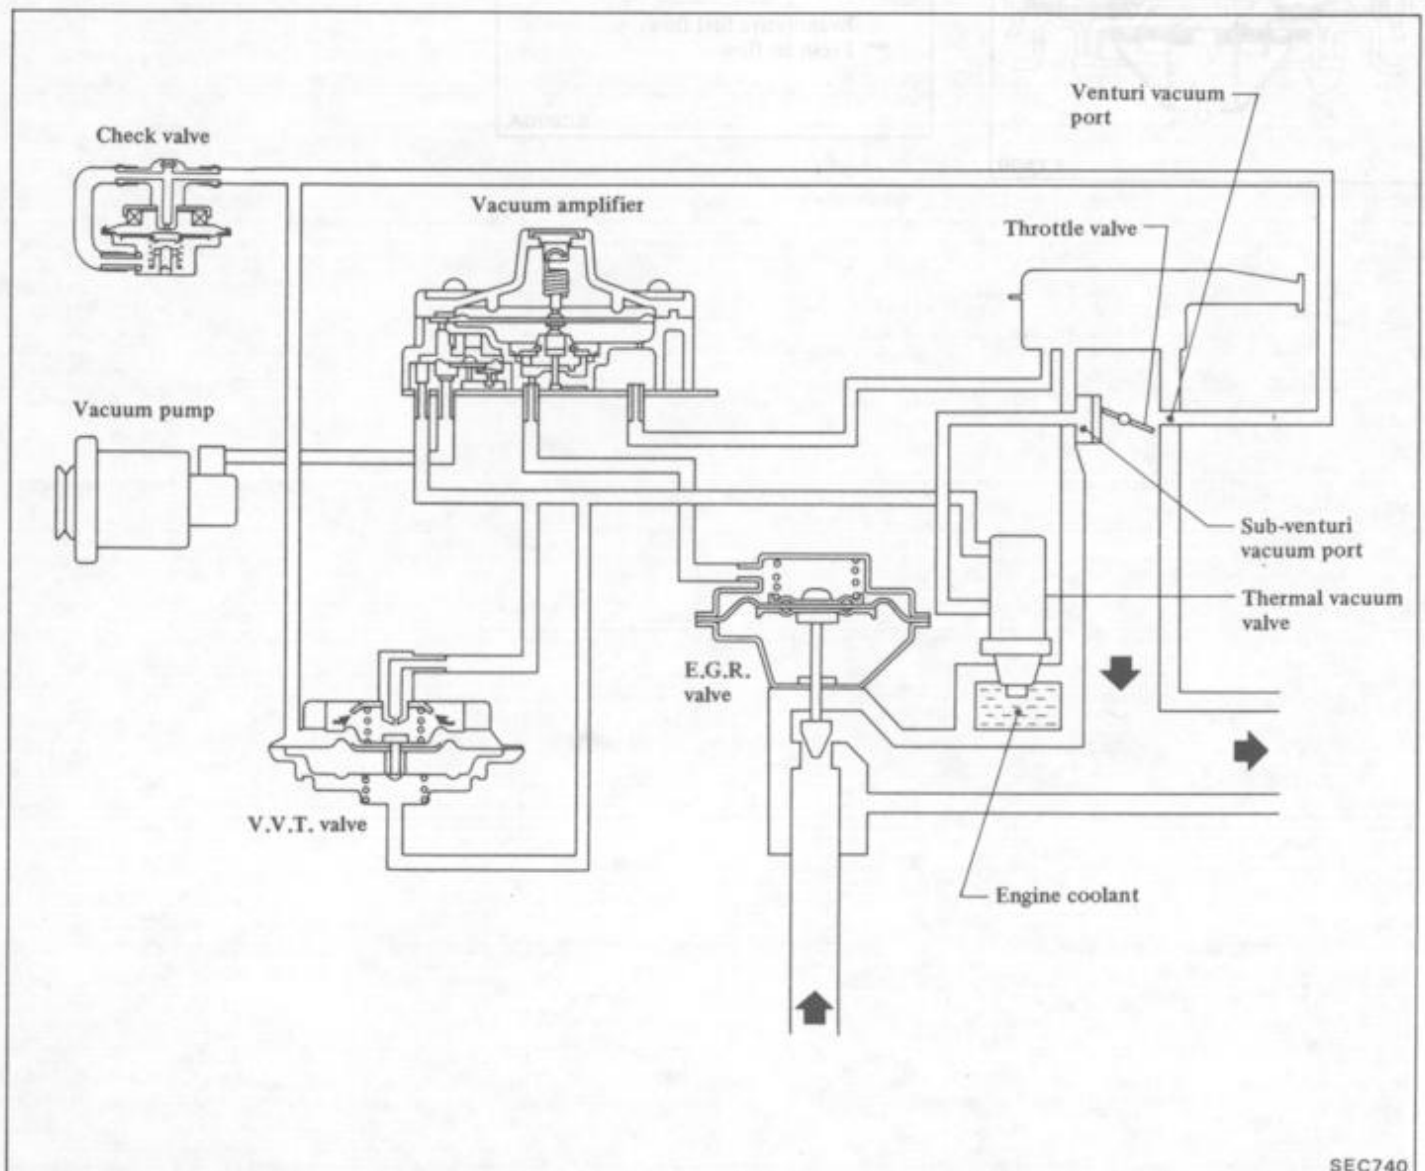 Venturi vacuum
port
Check valve
Vacuum amplifier
Throttle valve
Vacuum pump
Sub-venturi
vacuum port
Thermal vacuum
valve
E.G.R.
valve
V.V.T. valve
Engine coolant
SEC740